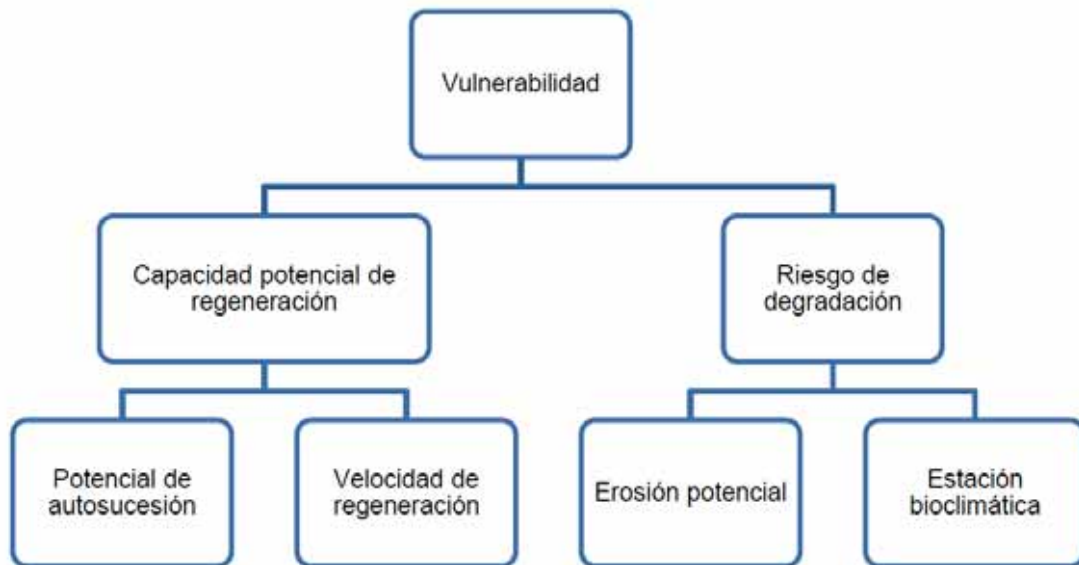 Vulnerabilidad
Capacidad potencial de
regeneración
Riesgo de
degradación
Potencial de
autosucesión
Velocidad de
regeneración
Erosión potencial
Estación
bioclimática